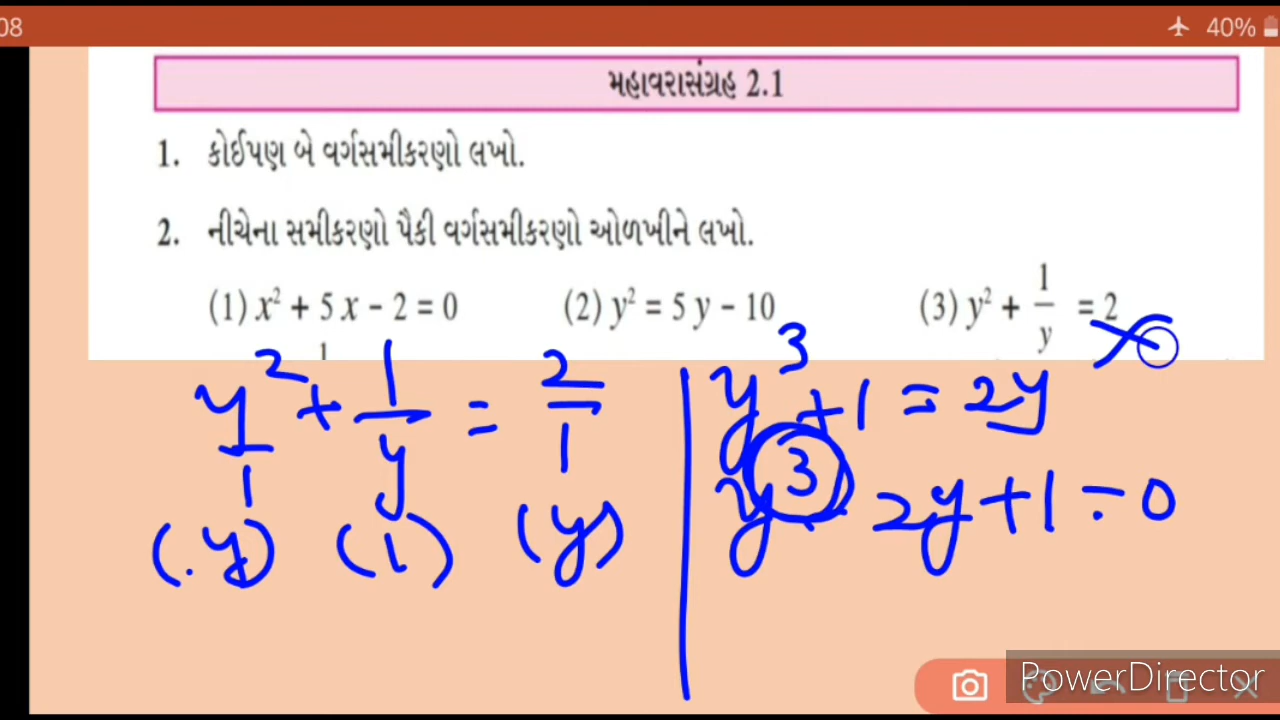 08 40%
મહાવરાસંગ્રહ 2.1
1. કોઈપણ બે વર્ગસમીકરણો લખો.
2. નીચેના સમીકરણો પૈકી વર્ગસમીકરણો ઓળખીને લખો.
(1) x² + 5 x – 2 = 0 (2) y² = 5 y – 10 (3) y² + 1/y = 2
y²/1 + 1/y = 2/1
(y) (1) (y)
y³ + 1 = 2y
y³ - 2y + 1 = 0
PowerDirector